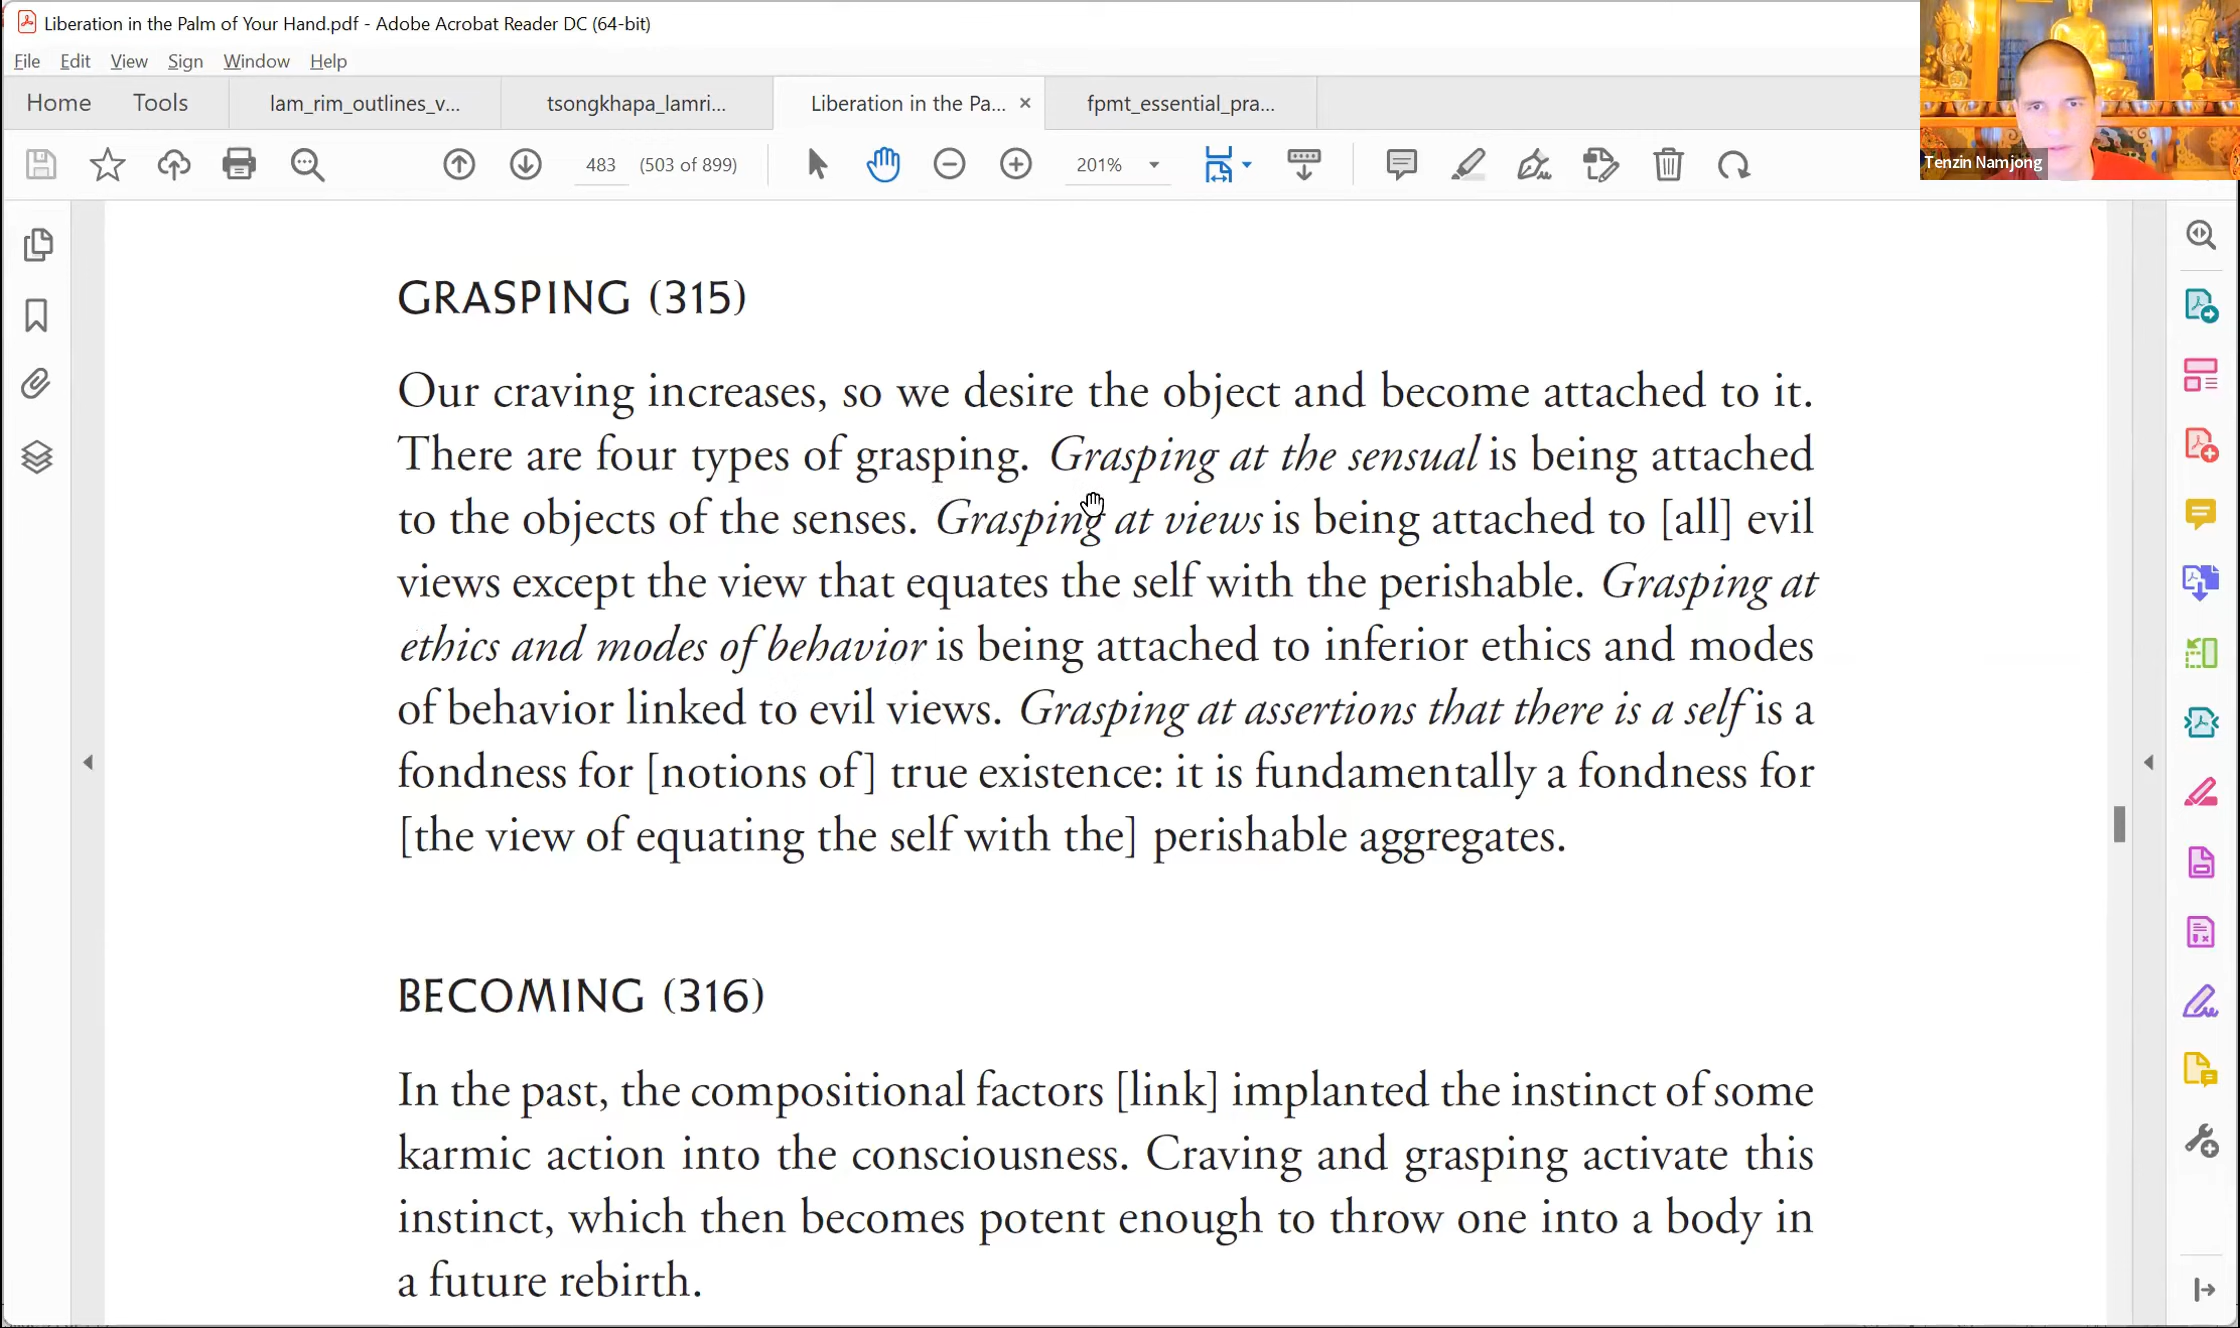 Liberation in the Palm of Your Hand.pdf - Adobe Acrobat Reader DC (64-bit)
File Edit View Sign Window Help
Home Tools lam_rim_outlines_v... tsongkhapa_lamri... Liberation in the Pa... × fpmt_essential_pra...
483 (503 of 899) 201%
Tenzin Namjong
GRASPING (315)
Our craving increases, so we desire the object and become attached to it.
There are four types of grasping. Grasping at the sensual is being attached
to the objects of the senses. Grasping at views is being attached to [all] evil
views except the view that equates the self with the perishable. Grasping at
ethics and modes of behavior is being attached to inferior ethics and modes
of behavior linked to evil views. Grasping at assertions that there is a self is a
fondness for [notions of] true existence: it is fundamentally a fondness for
[the view of equating the self with the] perishable aggregates.
BECOMING (316)
In the past, the compositional factors [link] implanted the instinct of some
karmic action into the consciousness. Craving and grasping activate this
instinct, which then becomes potent enough to throw one into a body in
a future rebirth.